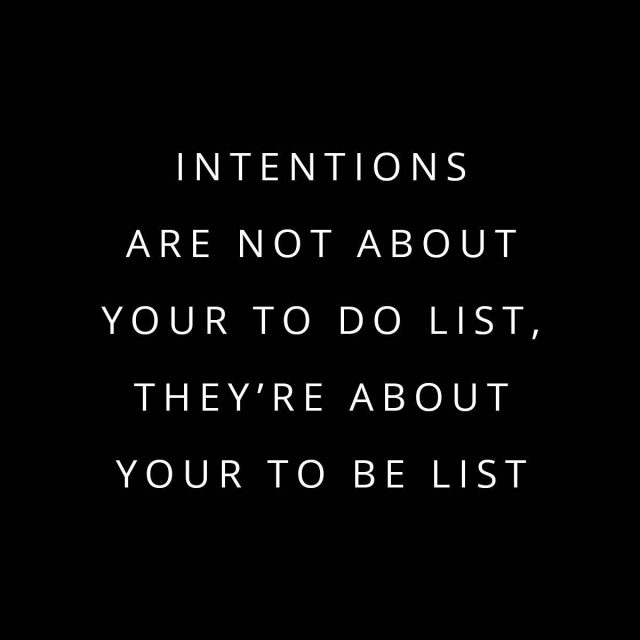 INTENTIONS
ARE NOT ABOUT
YOUR TO DO LIST,
THEY’RE ABOUT
YOUR TO BE LIST